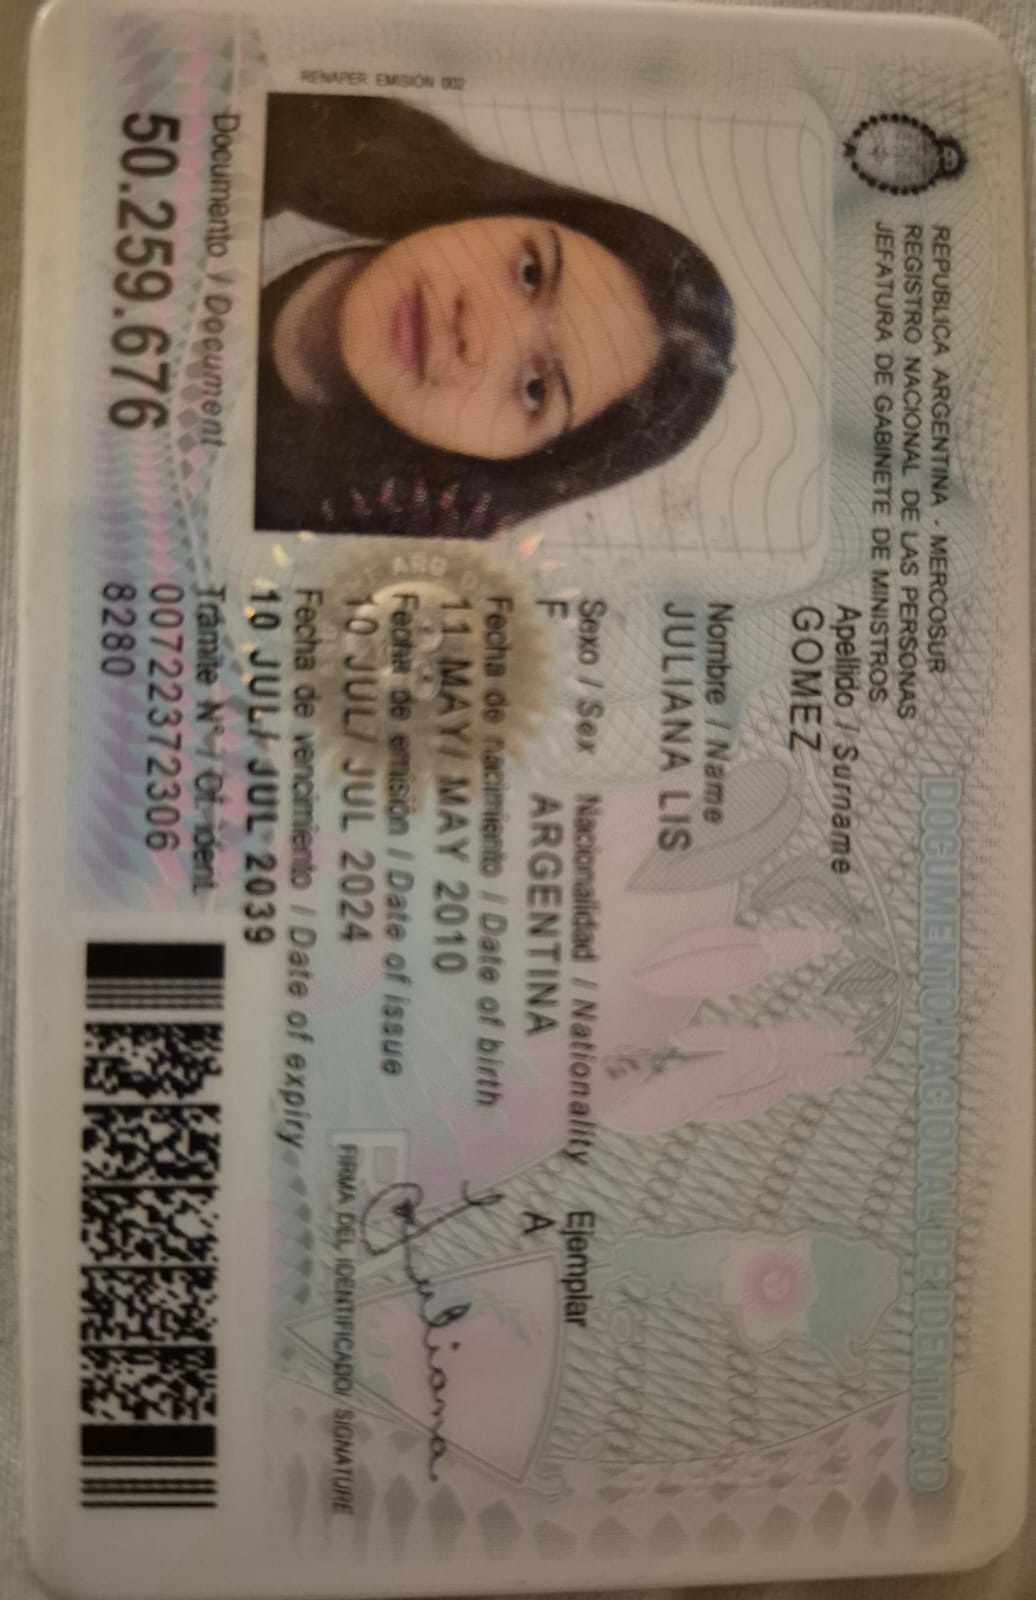 REPUBLICA ARGENTINA - MERCOSUR
REGISTRO NACIONAL DE LAS PERSONAS
JEFATURA DE GABINETE DE MINISTROS
DOCUMENTO NACIONAL DE IDENTIDAD
RENAPER EMISIÓN 002
Apellido / Surname
GOMEZ
Nombre / Name
JULIANA LIS
Sexo / Sex Nacionalidad / Nationality Ejemplar
F ARGENTINA A
Fecha de nacimiento / Date of birth
11 MAY/ MAY 2010
Fecha de emisión / Date of issue
10 JUL/ JUL 2024
Fecha de vencimiento / Date of expiry
10 JUL/ JUL 2039
Juliana
FIRMA DEL IDENTIFICADO/ SIGNATURE
Documento / Document
50.259.676
Trámite Nº / Of. ident.
00722372306
8280
ARG